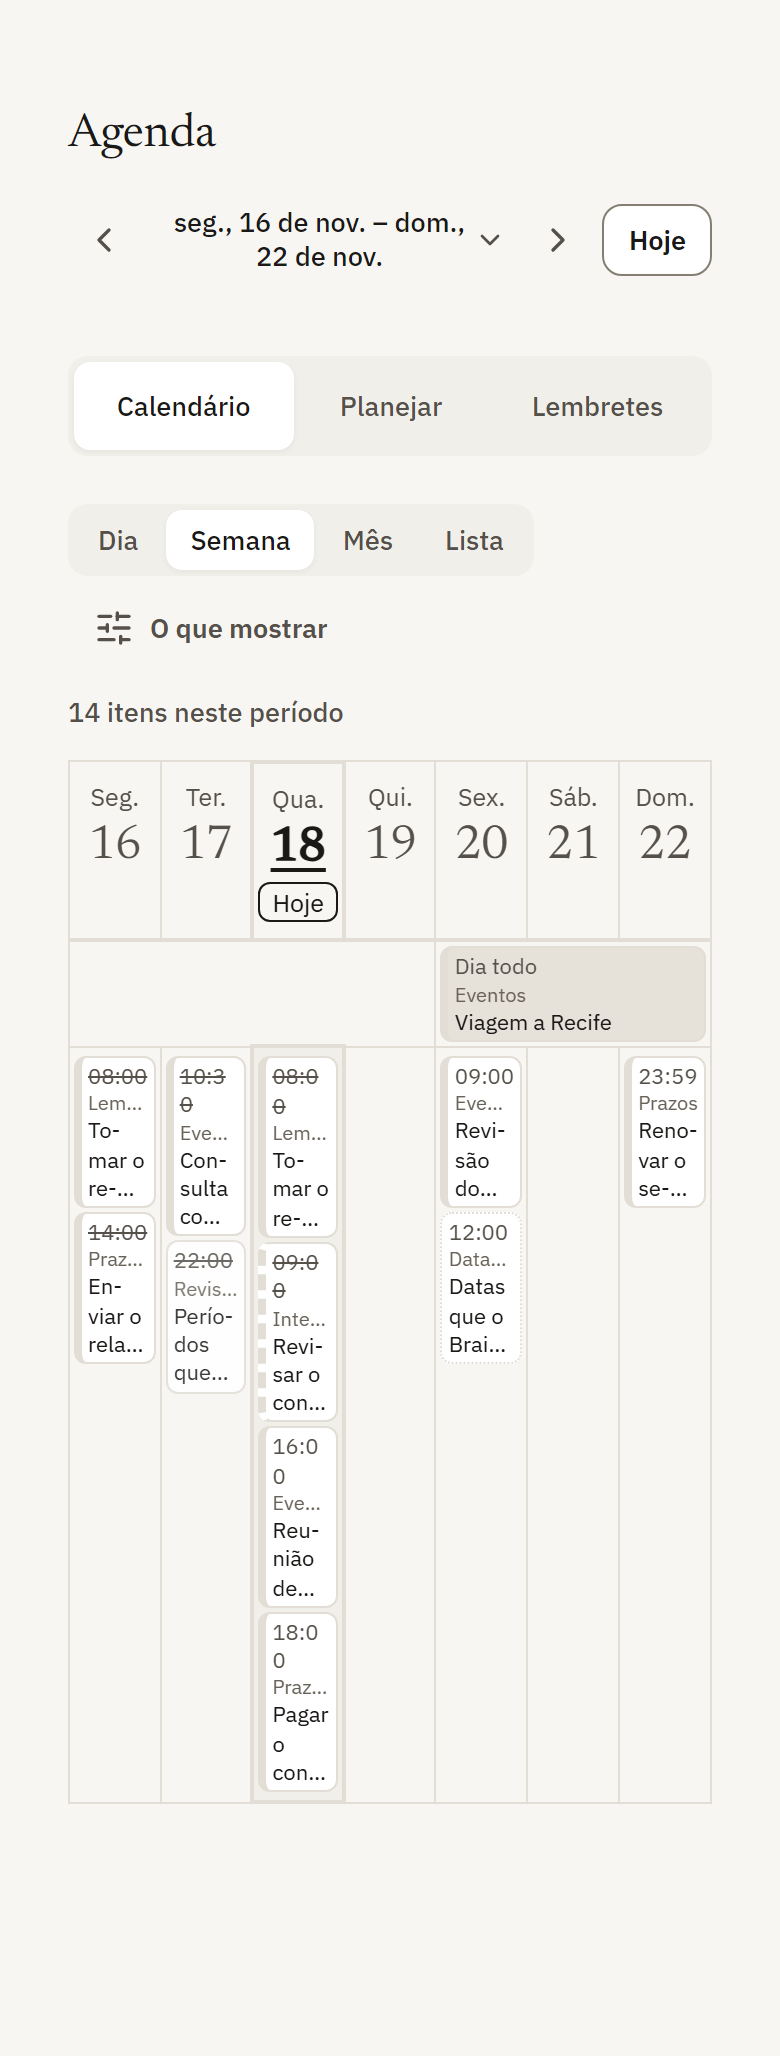 Agenda
seg., 16 de nov. – dom.,
22 de nov.
Hoje
Calendário
Planejar
Lembretes
Dia
Semana
Mês
Lista
O que mostrar
14 itens neste período
Seg.
16
Ter.
17
Qua.
18
Hoje
Qui.
19
Sex.
20
Sáb.
21
Dom.
22
Dia todo
Eventos
Viagem a Recife
08:00
Lem...
To-
mar o
re-...
14:00
Praz...
En-
viar o
rela...
10:3
0
Eve...
Con-
sulta
co...
22:00
Revis...
Perío-
dos
que...
08:0
0
Lem...
To-
mar o
re-...
09:0
0
Inte...
Revi-
sar o
con...
16:0
0
Eve...
Reu-
nião
de...
18:0
0
Praz...
Pagar
o
con...
09:00
Eve...
Revi-
são
do...
12:00
Data...
Datas
que o
Brai...
23:59
Prazos
Reno-
var o
se-...